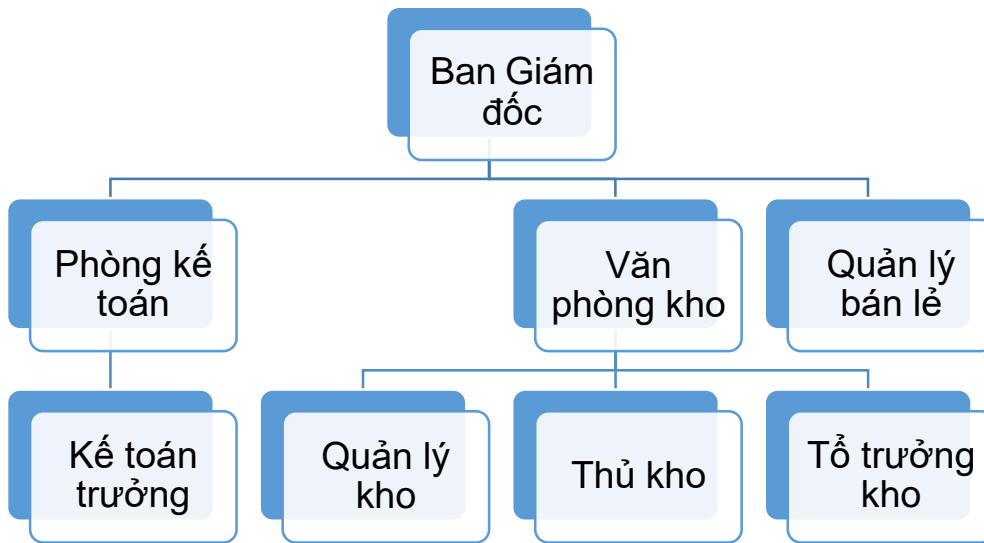 Ban Giám
đốc
Phòng kế
toán
Văn
phòng kho
Quản lý
bán lẻ
Kế toán
trưởng
Quản lý
kho
Thủ kho
Tổ trưởng
kho